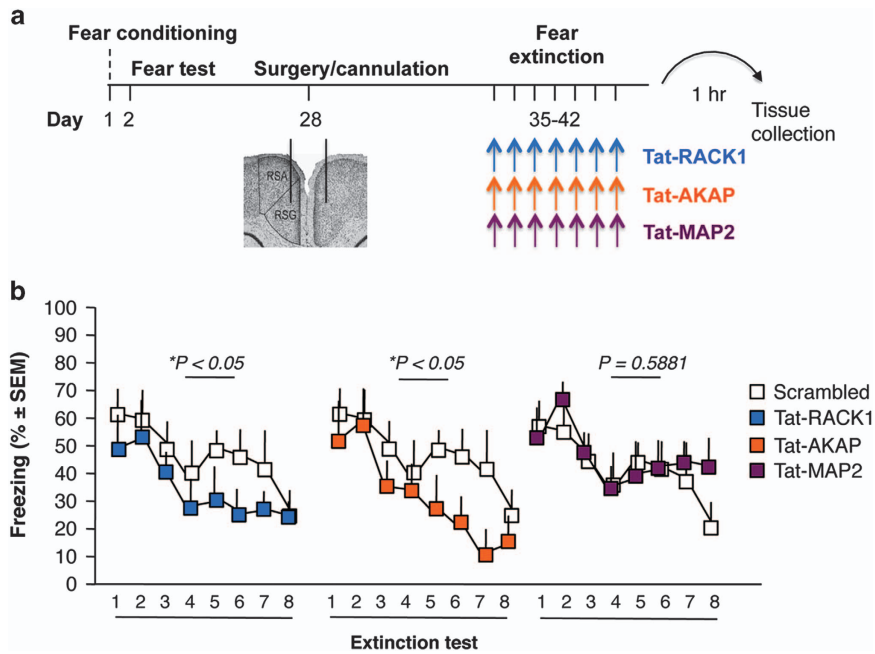 a
Fear conditioning
Fear test
Surgery/cannulation
Fear
extinction
1 hr
Tissue
collection
Day
1 2
28
35-42
RSA
RSG
Tat-RACK1
Tat-AKAP
Tat-MAP2
b
Freezing (% ± SEM)
100
90
80
70
60
50
40
30
20
10
0
*P < 0.05
*P < 0.05
P = 0.5881
Scrambled
Tat-RACK1
Tat-AKAP
Tat-MAP2
1 2 3 4 5 6 7 8
1 2 3 4 5 6 7 8
1 2 3 4 5 6 7 8
Extinction test